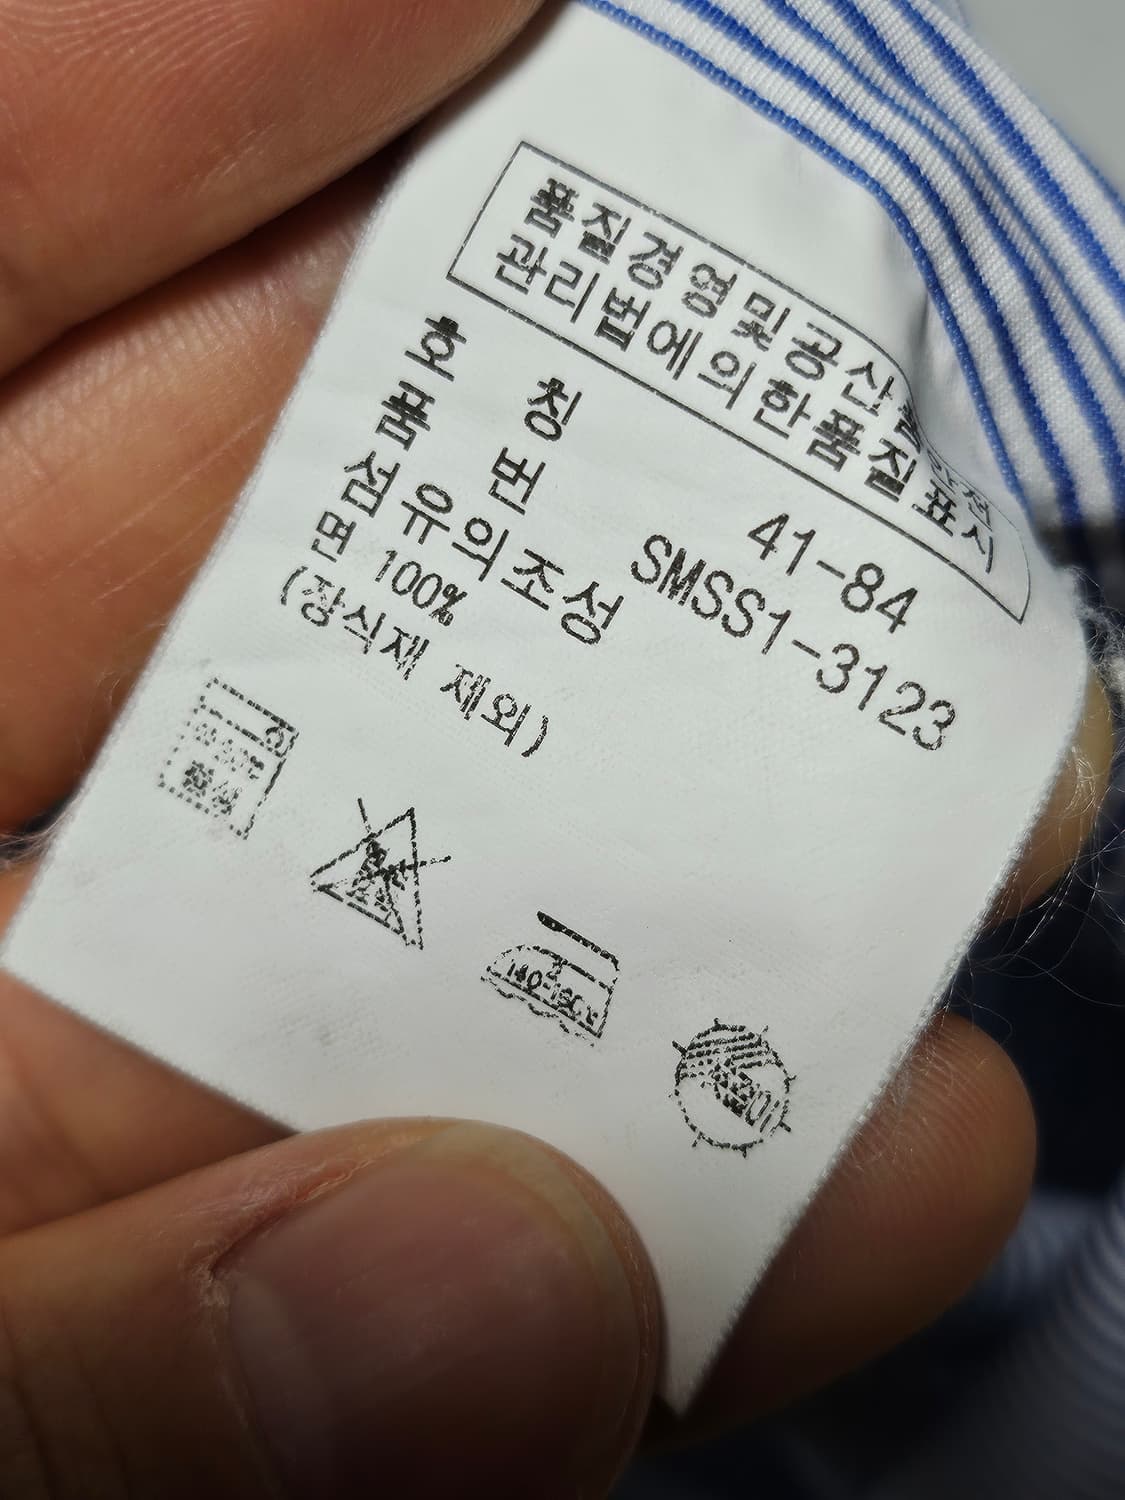 품질경영및공산품안전
관리법에의한품질표시
호 칭 41-84
품 번 SMSS1-3123
섬유의조성
면 100%
(장식재 제외)